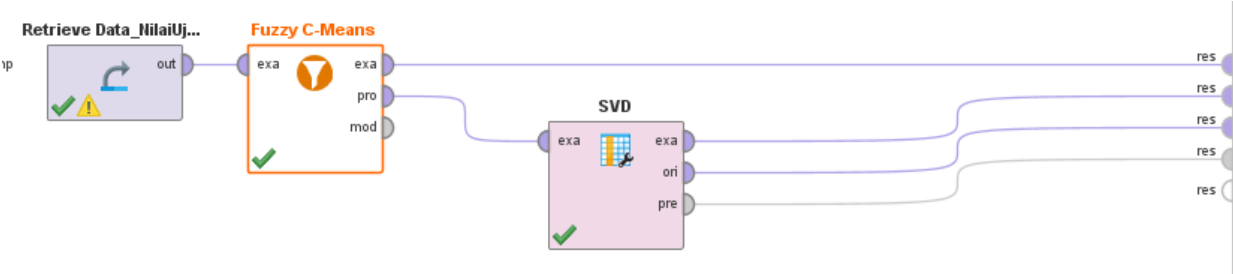 Retrieve Data_NilaiUj...
Fuzzy C-Means
np
out
exa
exa
res
pro
res
mod
SVD
res
exa
exa
res
ori
res
pre